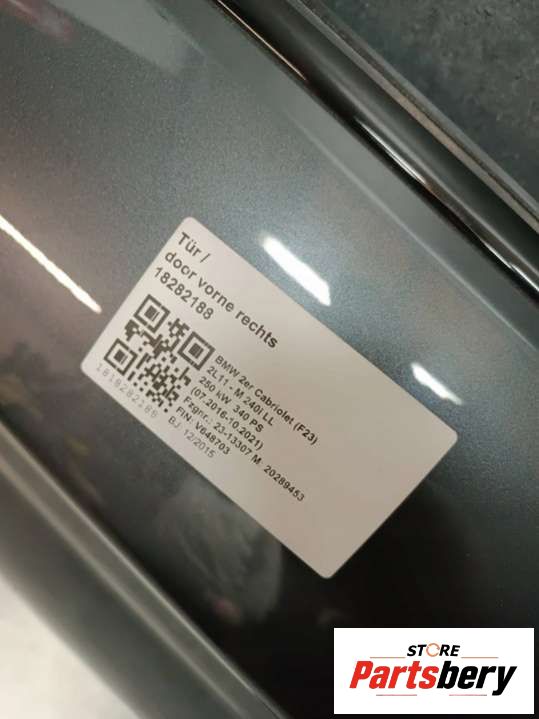 Tür /
door vorne rechts
18282188
BMW 2er Cabriolet (F23)
2L11 - M 240i LL
250 kW 340 PS
(07.2016-10.2021)
Fzgnr.: 23-13307 M: 20289453
FIN: V648703
BJ 12/2015
1818282188
STORE
Partsbery